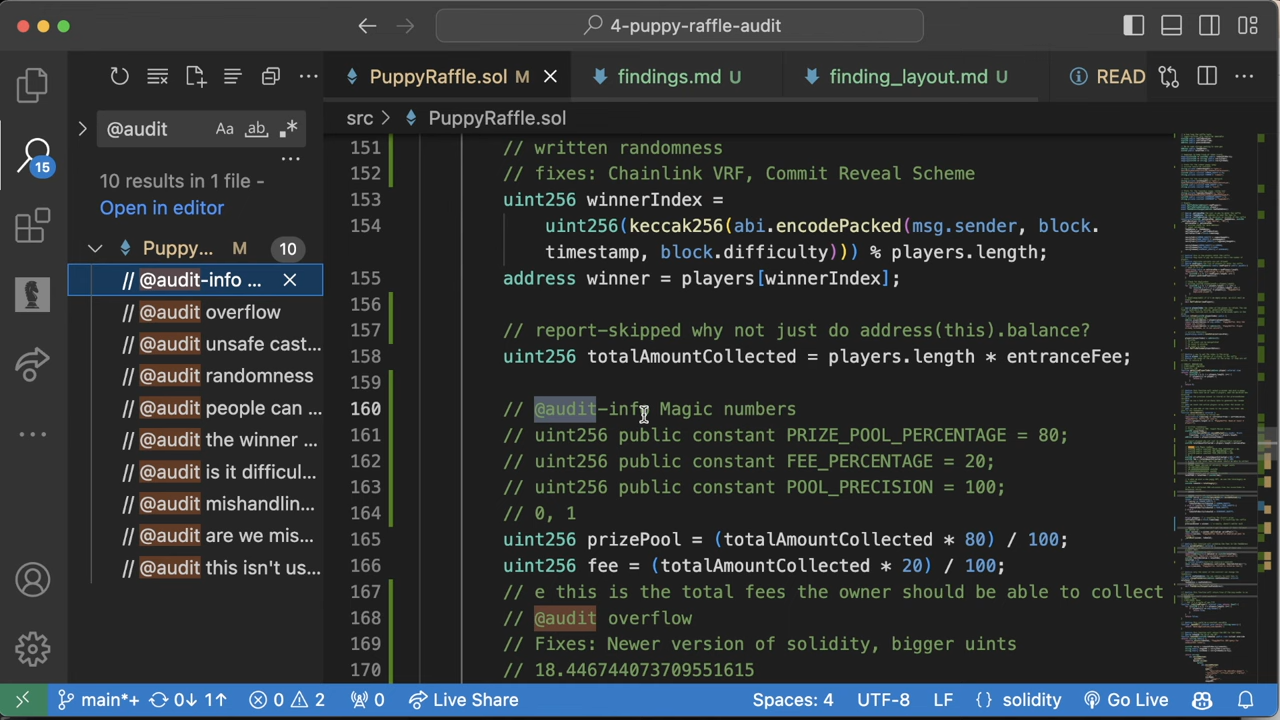 4-puppy-raffle-audit
PuppyRaffle.sol M
findings.md U
finding_layout.md U
READ
@audit
Aa
ab
.*
src > PuppyRaffle.sol
15
10 results in 1 file -
Open in editor
Puppy... M 10
// @audit-info ...
// @audit overflow
// @audit unsafe cast...
// @audit randomness
// @audit people can ...
// @audit the winner ...
// @audit is it difficul...
// @audit mishandlin...
// @audit are we mis...
// @audit this isn't us...
151 // written randomness
152 // fixes: Chainlink VRF, Commit Reveal Scheme
153 uint256 winnerIndex =
154 uint256(keccak256(abi.encodePacked(msg.sender, block.
timestamp, block.difficulty))) % players.length;
155 address winner = players[winnerIndex];
156
157 report-skipped why not just do address(this).balance?
158 uint256 totalAmountCollected = players.length * entranceFee;
159
160 // @audit-info Magic numbers
161 uint256 public constant PRIZE_POOL_PERCENTAGE = 80;
162 uint256 public constant FEE_PERCENTAGE = 20;
163 uint256 public constant POOL_PRECISION = 100;
164 0, 1
165 uint256 prizePool = (totalAmountCollected * 80) / 100;
166 uint256 fee = (totalAmountCollected * 20) / 100;
167 this is the total fees the owner should be able to collect
168 @audit overflow
169 fixes: Newer version of solidity, bigger uints
170 18.446744073709551615
main*+ 0↓ 1↑ 0 2 0 Live Share Spaces: 4 UTF-8 LF {} solidity Go Live